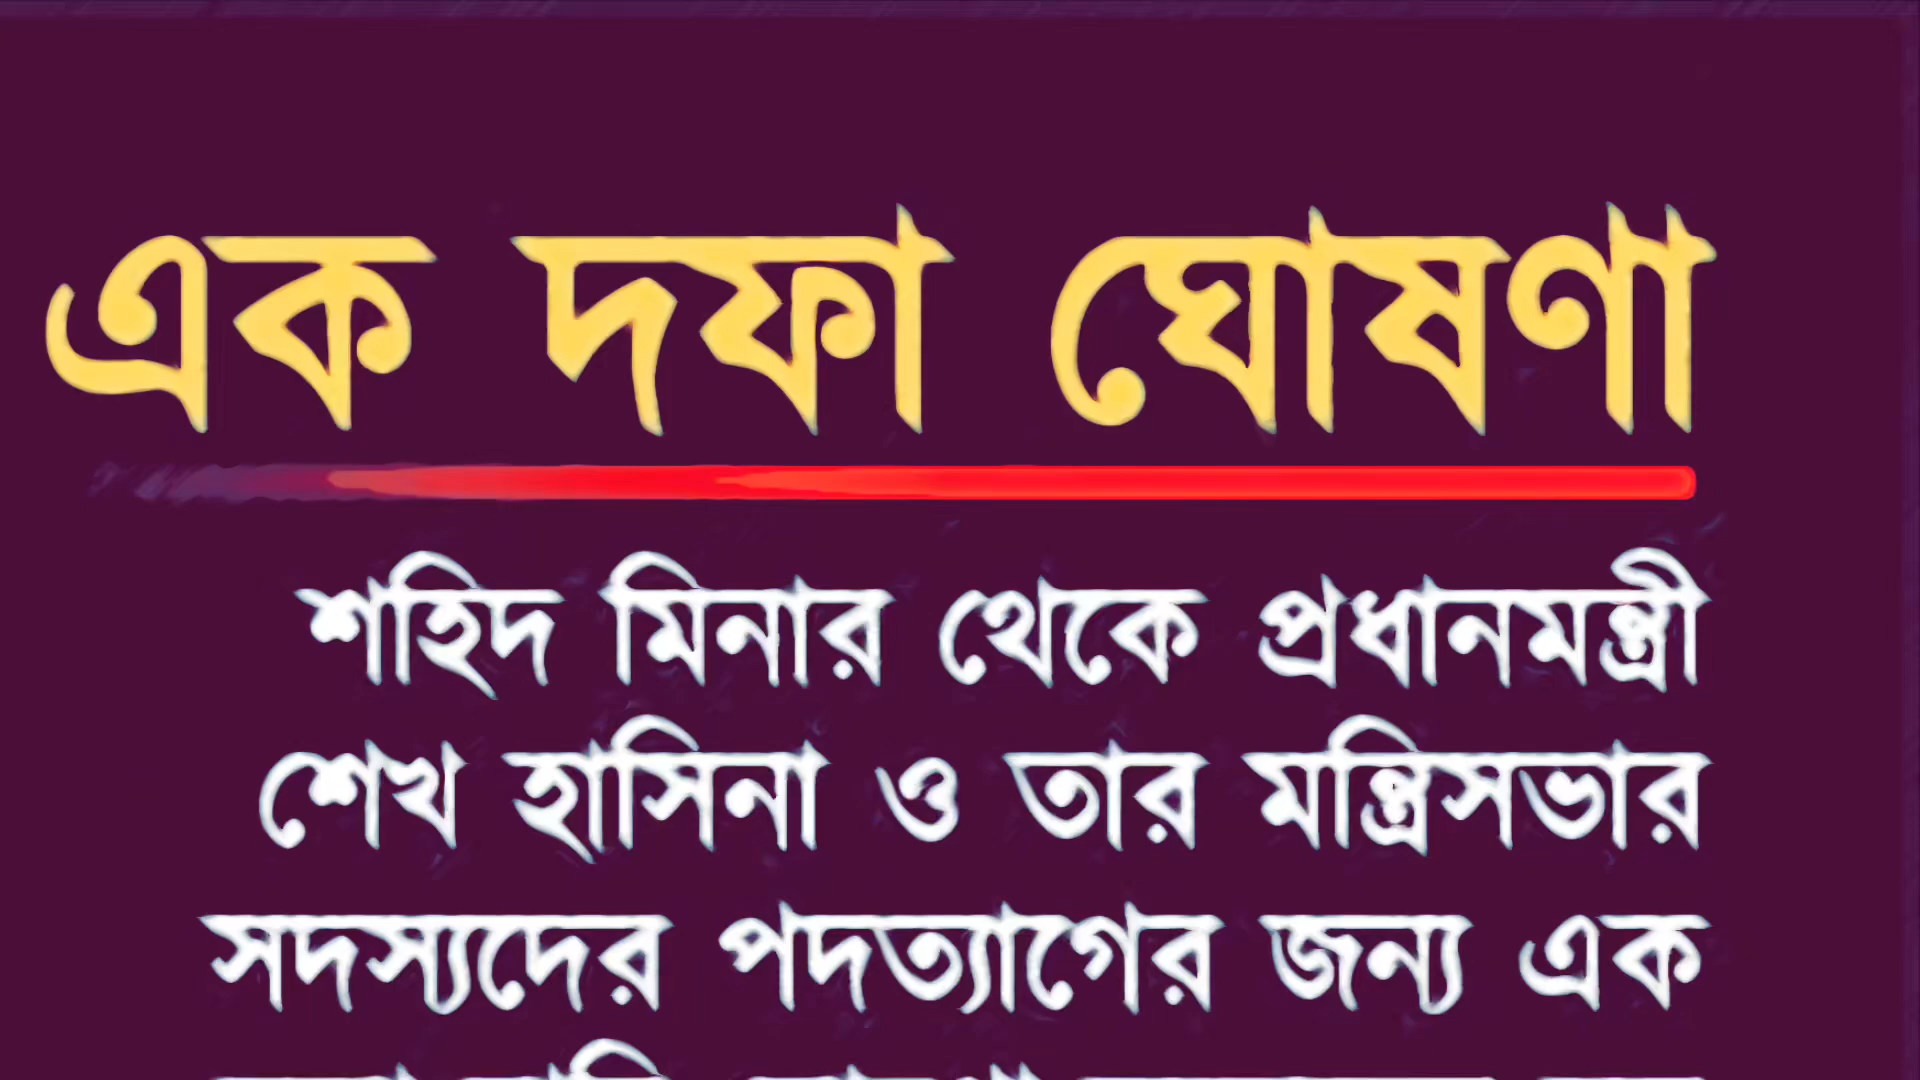 এক দফা ঘোষণা
শহিদ মিনার থেকে প্রধানমন্ত্রী
শেখ হাসিনা ও তার মন্ত্রিসভার
সদস্যদের পদত্যাগের জন্য এক